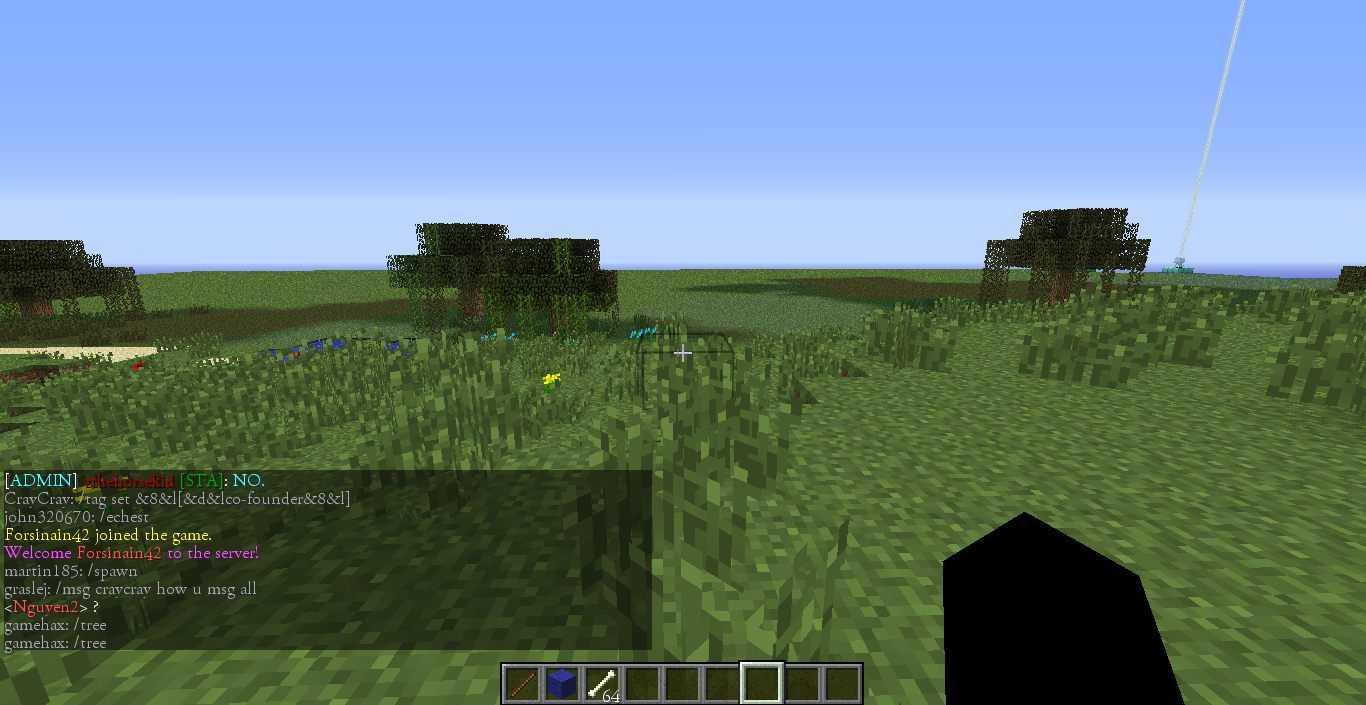 [ADMIN] [STA]: NO.
CrayCray: /tag set &8&l[&d&lco-founder&8&l]
john320670: /echest
Forsinain42 joined the game.
Welcome Forsinain42 to the server!
martin185: /spawn
graslej: /msg craycray how u msg all
<Nguven2> ?
gamehax: /tree
gamehax: /tree
64